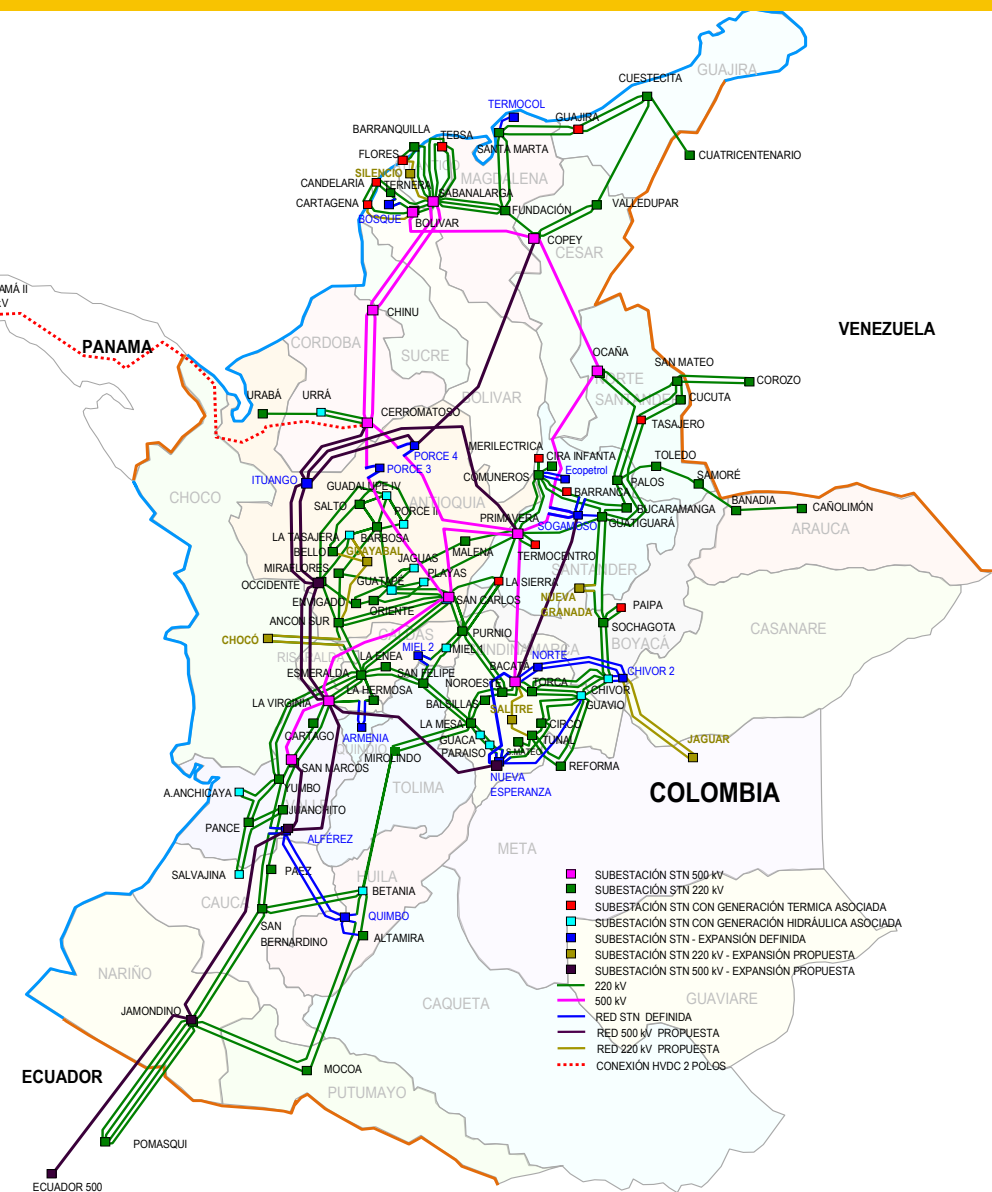 GUAJIRA
CUESTECITA
TERMOCOL
GUAJIRA
BARRANQUILLA
TEBSA
SANTA MARTA
FLORES
CUATRICENTENARIO
SILENCIO
MAGDALENA
CANDELARIA
TERNERA
SABANALARGA
CARTAGENA
BOSQUE
FUNDACIÓN
VALLEDUPAR
BOLIVAR
COPEY
CESAR
AMÁ II
CHINU
VENEZUELA
PANAMA
CORDOBA
SUCRE
OCAÑA
SAN MATEO
NORTE
SANTANDER
COROZO
URABÁ
URRÁ
BOLIVAR
CUCUTA
CERROMATOSO
TASAJERO
MERILECTRICA
PORCE 4
CIRA INFANTA
TOLEDO
PORCE 3
Ecopetrol
COMUNEROS
SAMORÉ
ITUANGO
GUADALUPE IV
PALOS
CHOCO
ANTIOQUIA
BARRANCA
BANADIA
CAÑOLIMÓN
SALTO
PORCE II
BUCARAMANGA
PRIMAVERA
SOGAMOSO
GUATIGUARÁ
ARAUCA
LA TASAJERA
BARBOSA
BELLO
GUAYABAL
MALENA
TERMOCENTRO
JAGUAS
MIRAFLORES
SANTANDER
GUATAPÉ
PLAYAS
OCCIDENTE
LA SIERRA
NUEVA
GRANADA
ENVIGADO
ORIENTE
SAN CARLOS
PAIPA
ANCON SUR
SOCHAGOTA
PURNIO
CASANARE
CHOCÓ
CALDAS
BOYACÁ
RISARALDA
MIEL 2
MIEL 1
CUNDINAMARCA
LA ENEA
NORTE
ESMERALDA
SAN FELIPE
BACATA
CHIVOR 2
NOROESTE
TORCA
LA HERMOSA
CHIVOR
LA VIRGINIA
BALSILLAS
GUAVIO
SALITRE
LA MESA
CIRCO
CARTAGO
ARMENIA
GUACA
TUNAL
JAGUAR
QUINDIO
PARAISO
S. MATEO
MIROLINDO
SAN MARCOS
REFORMA
NUEVA
ESPERANZA
YUMBO
TOLIMA
COLOMBIA
A.ANCHICAYA
JUANCHITO
VALLE
PANCE
ALFÉREZ
META
HUILA
SALVAJINA
PAEZ
BETANIA
CAUCA
QUIMBO
SAN
BERNARDINO
ALTAMIRA
NARIÑO
CAQUETA
GUAVIARE
JAMONDINO
MOCOA
ECUADOR
PUTUMAYO
POMASQUI
ECUADOR 500
SUBESTACIÓN STN 500 kV
SUBESTACIÓN STN 220 kV
SUBESTACIÓN STN CON GENERACIÓN TERMICA ASOCIADA
SUBESTACIÓN STN CON GENERACIÓN HIDRÁULICA ASOCIADA
SUBESTACIÓN STN - EXPANSIÓN DEFINIDA
SUBESTACIÓN STN 220 kV - EXPANSIÓN PROPUESTA
SUBESTACIÓN STN 500 kV - EXPANSIÓN PROPUESTA
220 kV
500 kV
RED STN DEFINIDA
RED 500 kV PROPUESTA
RED 220 kV PROPUESTA
CONEXIÓN HVDC 2 POLOS